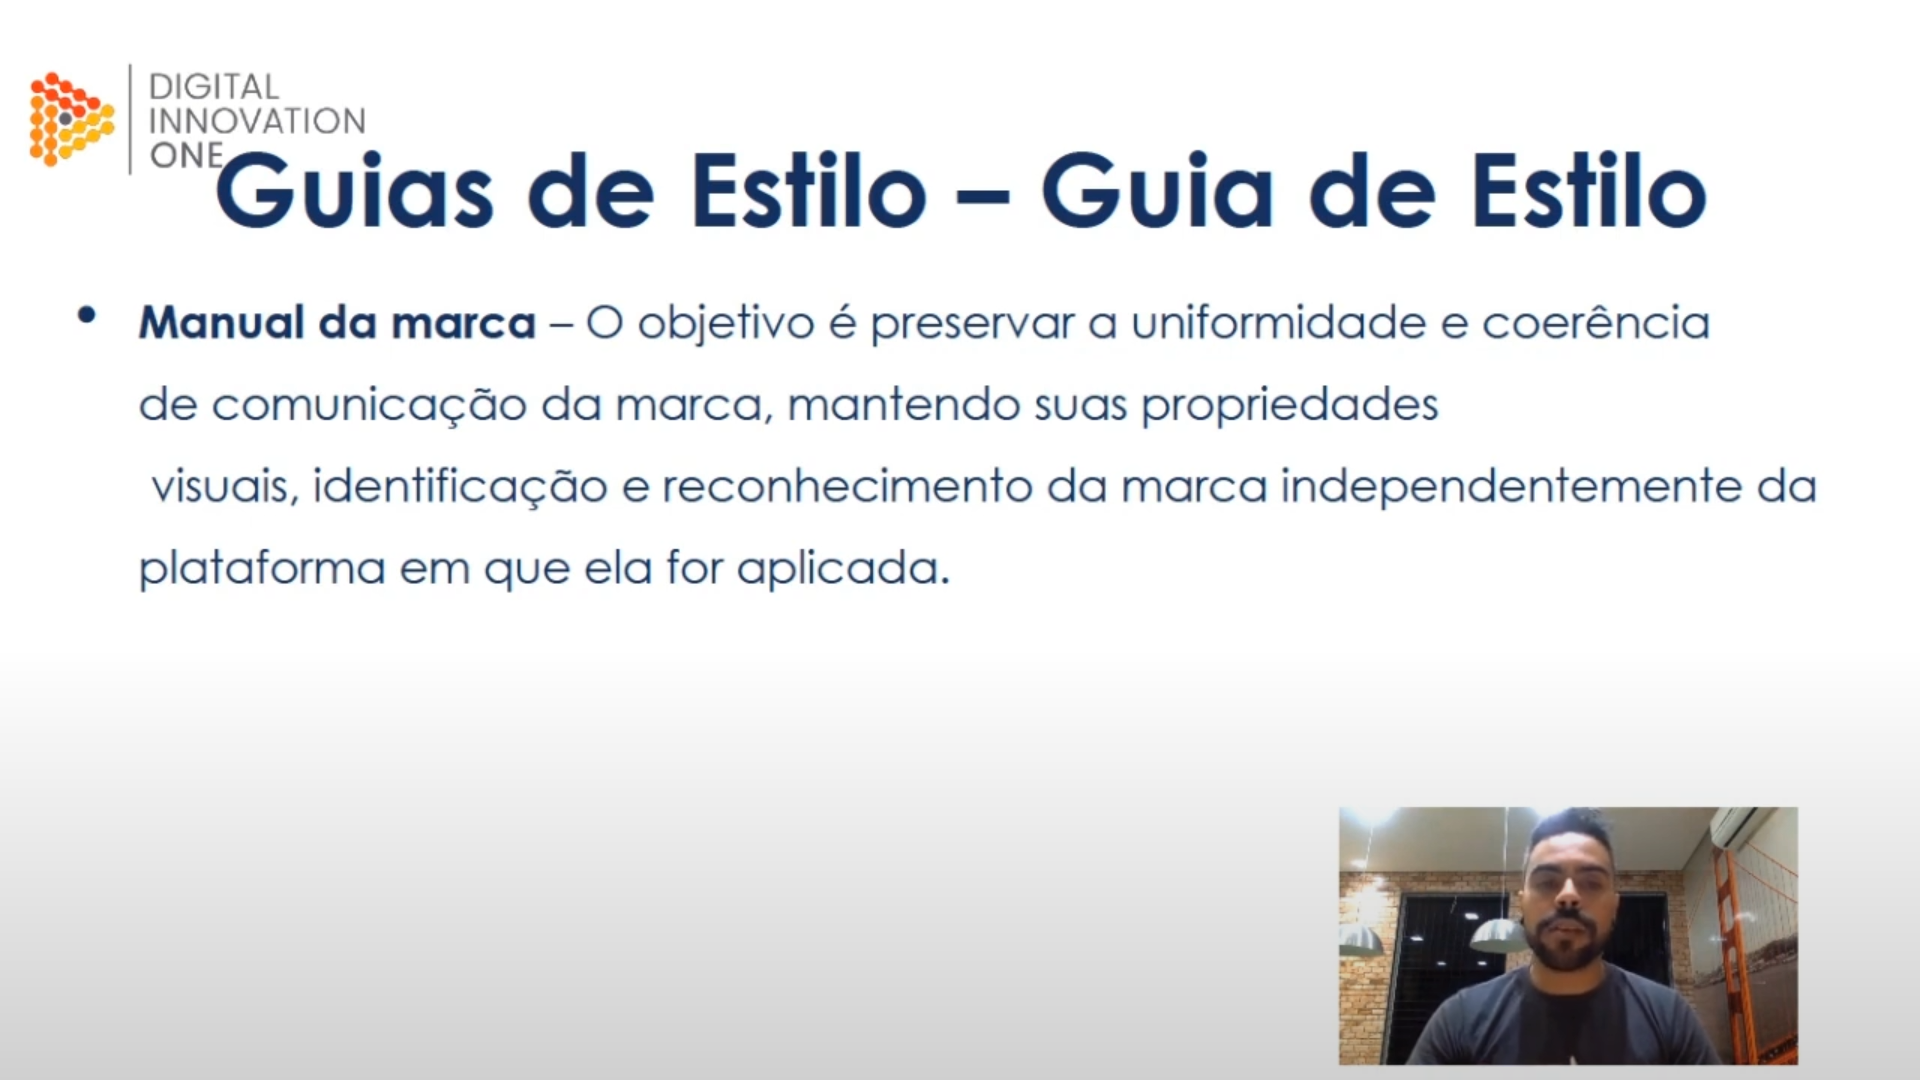 DIGITAL
INNOVATION
ONE
Guias de Estilo – Guia de Estilo
• Manual da marca – O objetivo é preservar a uniformidade e coerência
de comunicação da marca, mantendo suas propriedades
visuais, identificação e reconhecimento da marca independentemente da
plataforma em que ela for aplicada.